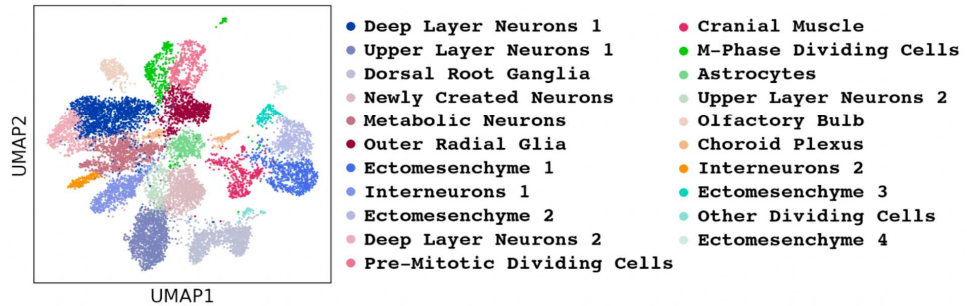 UMAP2
UMAP1
Deep Layer Neurons 1
Upper Layer Neurons 1
Dorsal Root Ganglia
Newly Created Neurons
Metabolic Neurons
Outer Radial Glia
Ectomesenchyme 1
Interneurons 1
Ectomesenchyme 2
Deep Layer Neurons 2
Pre-Mitotic Dividing Cells
Cranial Muscle
M-Phase Dividing Cells
Astrocytes
Upper Layer Neurons 2
Olfactory Bulb
Choroid Plexus
Interneurons 2
Ectomesenchyme 3
Other Dividing Cells
Ectomesenchyme 4